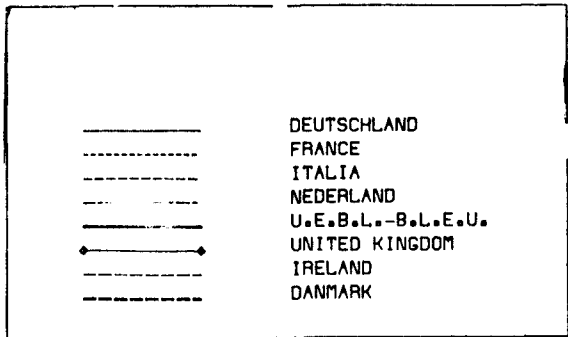 DEUTSCHLAND
FRANCE
ITALIA
NEDERLAND
U.E.B.L.-B.L.E.U.
UNITED KINGDOM
IRELAND
DANMARK